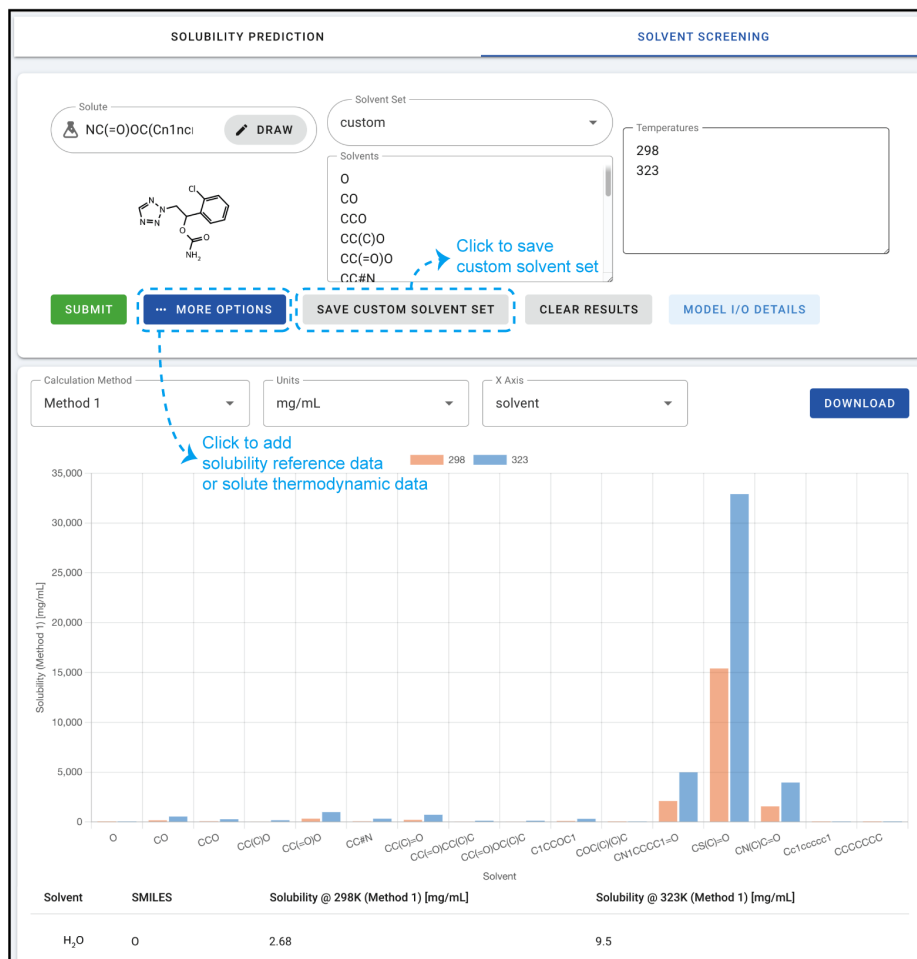 SOLUBILITY PREDICTION
SOLVENT SCREENING
Solute
NC(=O)OC(Cn1nc
DRAW
Solvent Set
custom
Solvents
O
CO
CCO
CC(C)O
CC(=O)O
CC#N
Temperatures
298
323
N
N
N
N
Cl
O
O
NH2
Click to save
custom solvent set
SUBMIT
··· MORE OPTIONS
SAVE CUSTOM SOLVENT SET
CLEAR RESULTS
MODEL I/O DETAILS
Calculation Method
Method 1
Units
mg/mL
X Axis
solvent
DOWNLOAD
Click to add
solubility reference data
or solute thermodynamic data
298
323
Solubility (Method 1) [mg/mL]
35,000
30,000
25,000
20,000
15,000
10,000
5,000
0
O
CO
CCO
CC(C)O
CC(=O)O
CC#N
CC(C)=O
CC(=O)CC(C)C
CC(=O)OC(C)C
C1CCOC1
COC(C)(C)C
CN1CCCC1=O
CS(C)=O
CN(C)C=O
Cc1ccccc1
CCCCCCC
Solvent
Solvent SMILES Solubility @ 298K (Method 1) [mg/mL] Solubility @ 323K (Method 1) [mg/mL]
H2O O 2.68 9.5